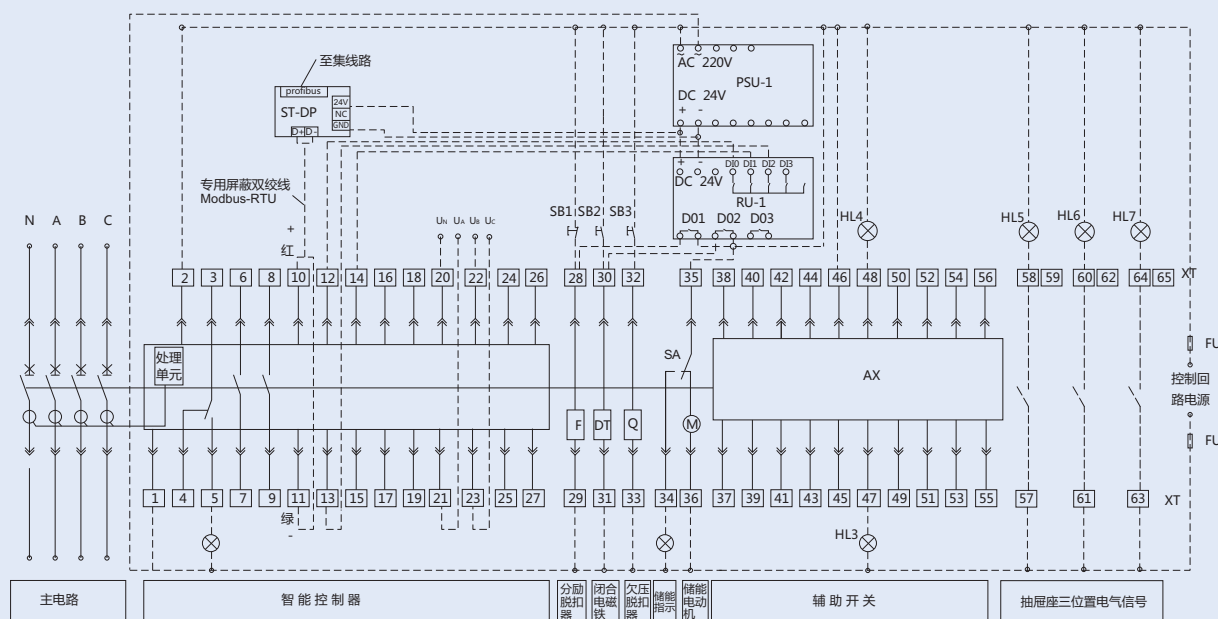 至集线路
profibus
ST-DP
24V
NC
GND
D+ D-
AC 220V
PSU-1
DC 24V
+ -
+ -
DI0 DI1 DI2 DI3
DC 24V
RU-1
D01 D02 D03
专用屏蔽双绞线
Modbus-RTU
+
红
N A B C
UN UA UB UC
SB1 SB2 SB3
HL4
HL5 HL6 HL7
2 3 6 8 10 12 14 16 18 20 22 24 26 28 30 32 35 38 40 42 44 46 48 50 52 54 56 58 59 60 62 64 65 XT
处理
单元
SA
AX
FU
控制回
路电源
FU
F DT Q M
1 4 5 7 9 11 13 15 17 19 21 23 25 27 29 31 33 34 36 37 39 41 43 45 47 49 51 53 55 57 61 63 XT
绿
-
HL3
主电路
智能控制器
分励
脱扣
器
闭合
电磁
铁
欠压
脱扣
器
储能
指示
储能
电动
机
辅助开关
抽屉座三位置电气信号